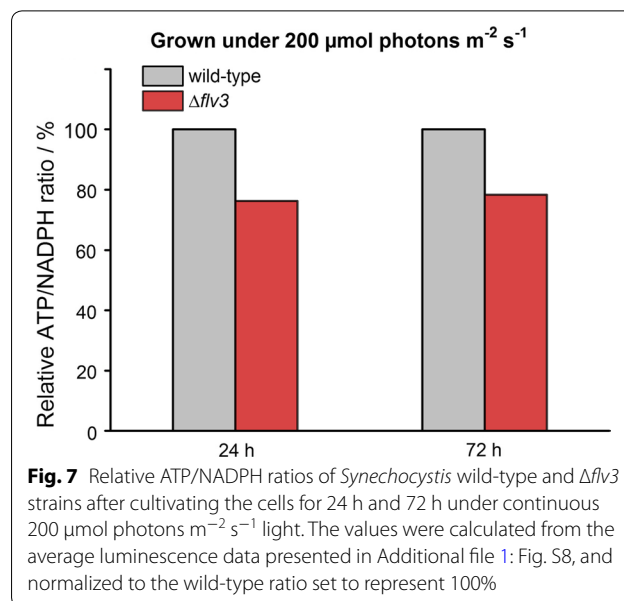 Grown under 200 µmol photons m⁻² s⁻¹
wild-type
Δflv3
Relative ATP/NADPH ratio / %
100
80
60
40
20
0
24 h
72 h
Fig. 7 Relative ATP/NADPH ratios of Synechocystis wild-type and Δflv3
strains after cultivating the cells for 24 h and 72 h under continuous
200 µmol photons m⁻² s⁻¹ light. The values were calculated from the
average luminescence data presented in Additional file 1: Fig. S8, and
normalized to the wild-type ratio set to represent 100%